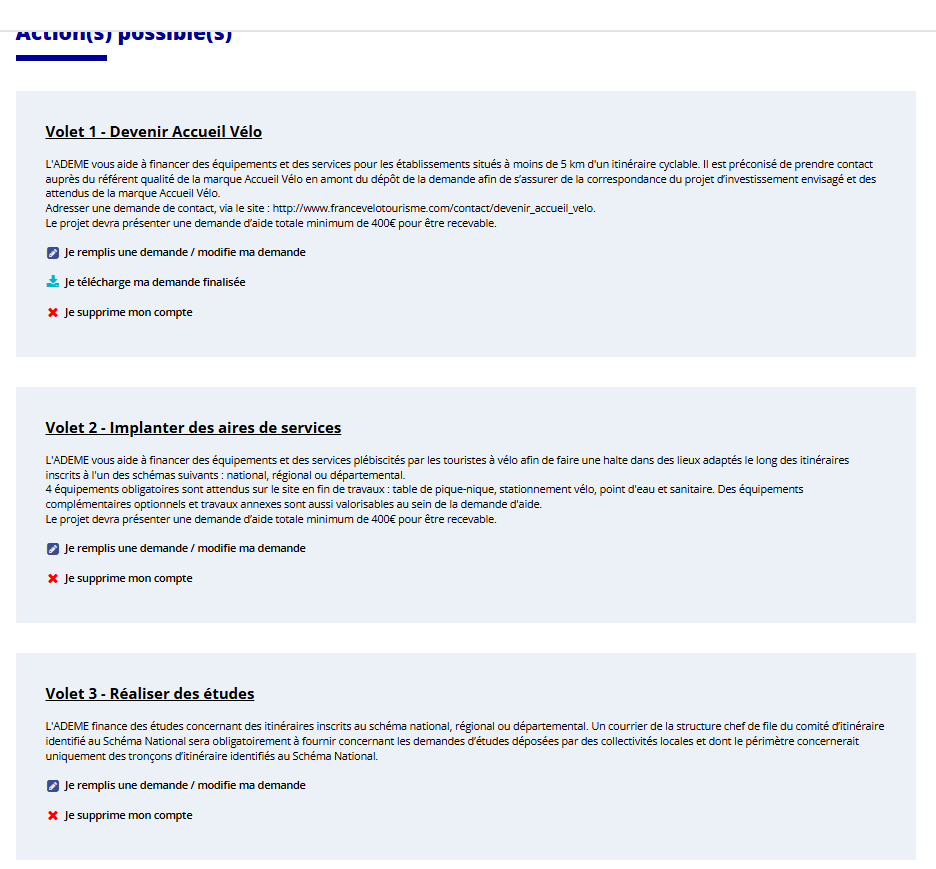 Action(s) possible(s)
Volet 1 - Devenir Accueil Vélo
L'ADEME vous aide à financer des équipements et des services pour les établissements situés à moins de 5 km d'un itinéraire cyclable. Il est préconisé de prendre contact
auprès du référent qualité de la marque Accueil Vélo en amont du dépôt de la demande afin de s’assurer de la correspondance du projet d’investissement envisagé et des
attendus de la marque Accueil Vélo.
Adresser une demande de contact, via le site : http://www.francevelotourisme.com/contact/devenir_accueil_velo.
Le projet devra présenter une demande d’aide totale minimum de 400€ pour être recevable.
Je remplis une demande / modifie ma demande
Je télécharge ma demande finalisée
Je supprime mon compte
Volet 2 - Implanter des aires de services
L'ADEME vous aide à financer des équipements et des services plébiscités par les touristes à vélo afin de faire une halte dans des lieux adaptés le long des itinéraires
inscrits à l'un des schémas suivants : national, régional ou départemental.
4 équipements obligatoires sont attendus sur le site en fin de travaux : table de pique-nique, stationnement vélo, point d'eau et sanitaire. Des équipements
complémentaires optionnels et travaux annexes sont aussi valorisables au sein de la demande d'aide.
Le projet devra présenter une demande d’aide totale minimum de 400€ pour être recevable.
Je remplis une demande / modifie ma demande
Je supprime mon compte
Volet 3 - Réaliser des études
L'ADEME finance des études concernant des itinéraires inscrits au schéma national, régional ou départemental. Un courrier de la structure chef de file du comité d’itinéraire
identifié au Schéma National sera obligatoirement à fournir concernant les demandes d’études déposées par des collectivités locales et dont le périmètre concernerait
uniquement des tronçons d’itinéraire identifiés au Schéma National.
Je remplis une demande / modifie ma demande
Je supprime mon compte